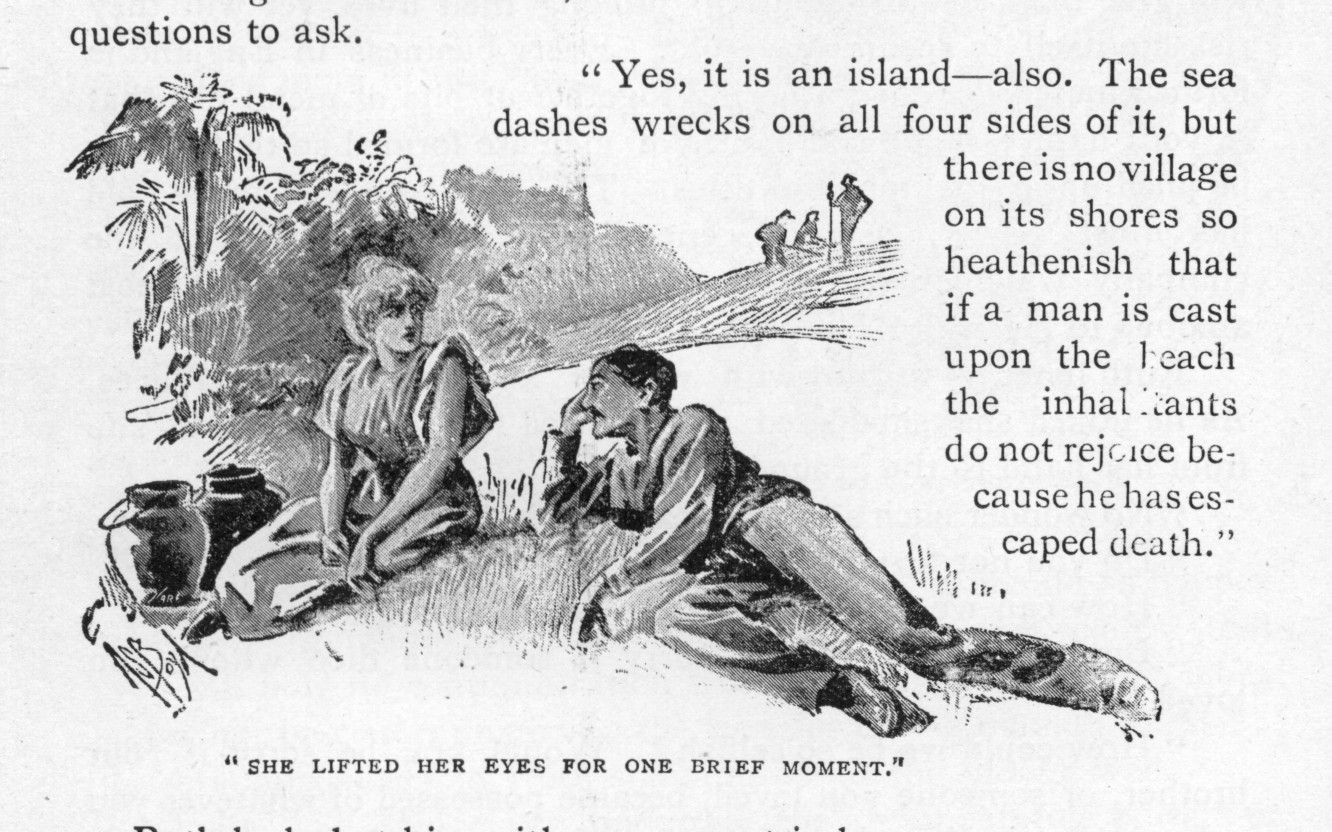 questions to ask.
“ Yes, it is an island—also. The sea
dashes wrecks on all four sides of it, but
there is no village
on its shores so
heathenish that
if a man is cast
upon the beach
the inhabitants
do not rejoice be-
cause he has es-
caped death.”
“ SHE LIFTED HER EYES FOR ONE BRIEF MOMENT.”